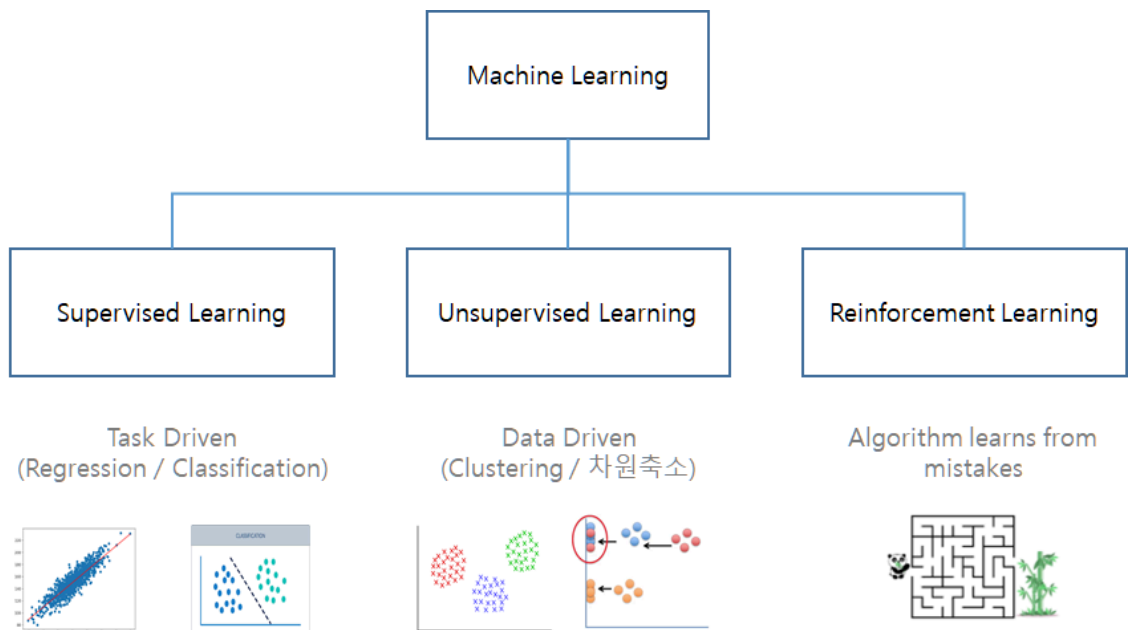 Machine Learning
Supervised Learning
Unsupervised Learning
Reinforcement Learning
Task Driven
(Regression / Classification)
Data Driven
(Clustering / 차원축소)
Algorithm learns from
mistakes
CLASSIFICATION